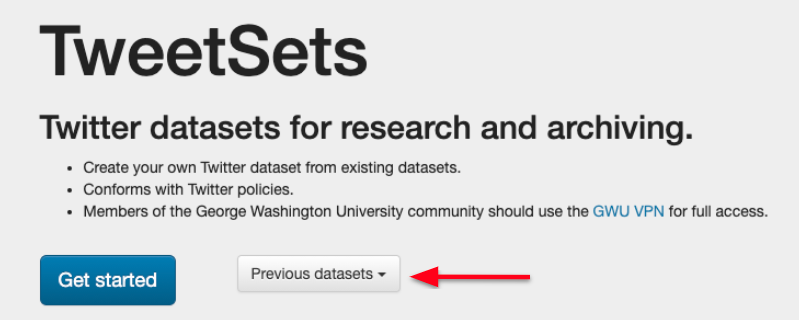 TweetSets
Twitter datasets for research and archiving.
• Create your own Twitter dataset from existing datasets.
• Conforms with Twitter policies.
• Members of the George Washington University community should use the GWU VPN for full access.
Get started
Previous datasets